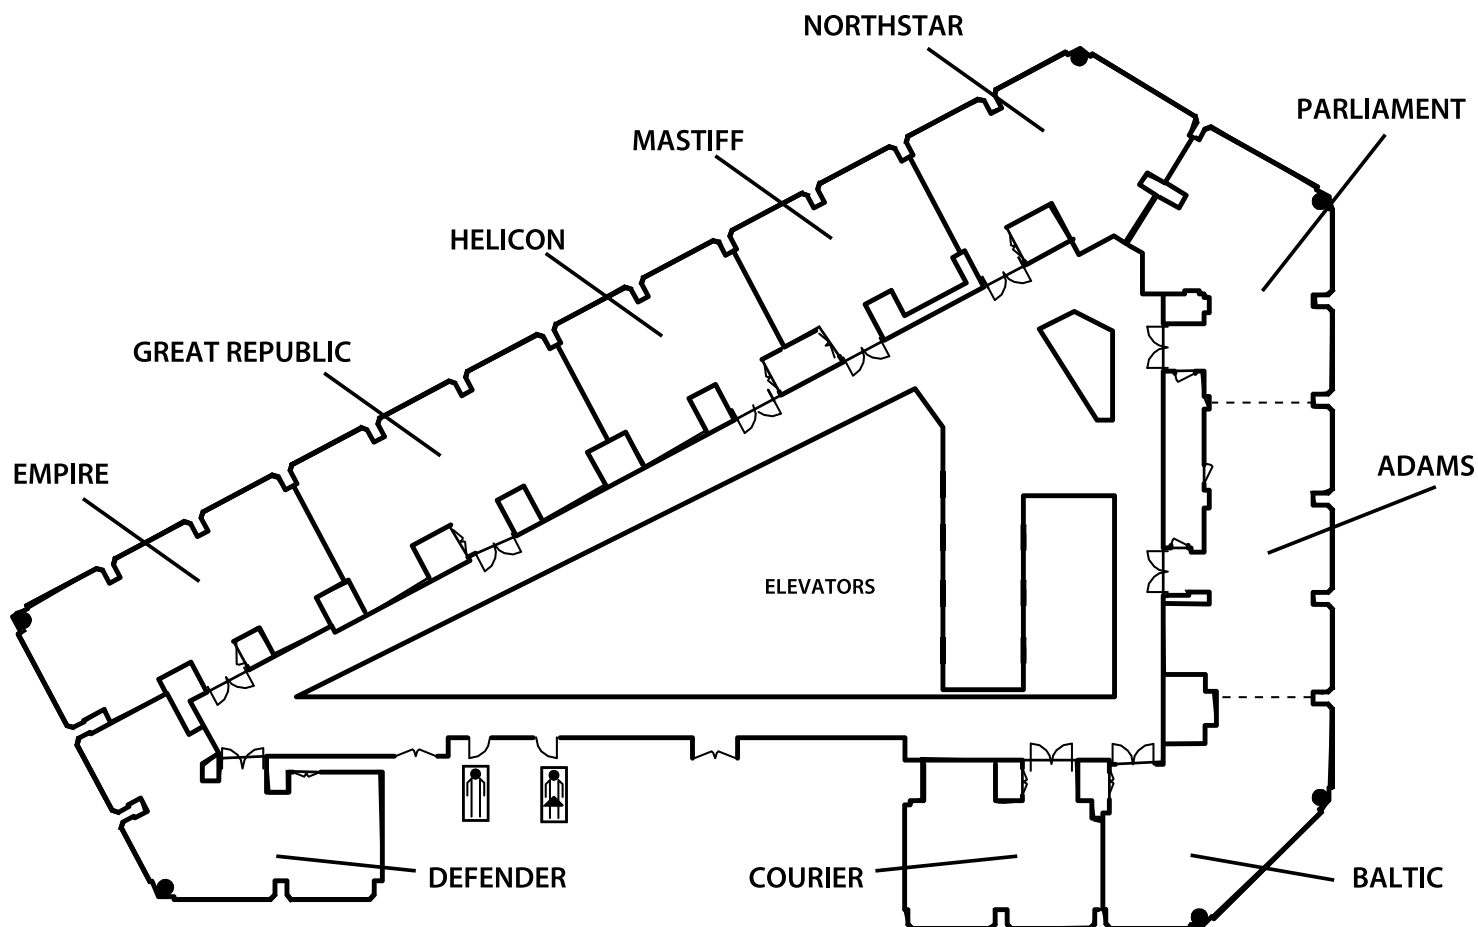 NORTHSTAR
PARLIAMENT
MASTIFF
HELICON
GREAT REPUBLIC
EMPIRE
ADAMS
ELEVATORS
DEFENDER
COURIER
BALTIC